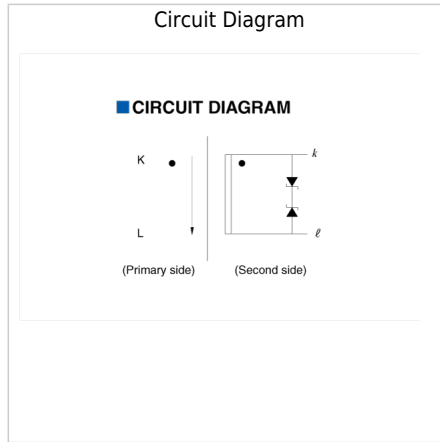 Circuit Diagram
CIRCUIT DIAGRAM
K
k
L
ℓ
(Primary side)
(Second side)